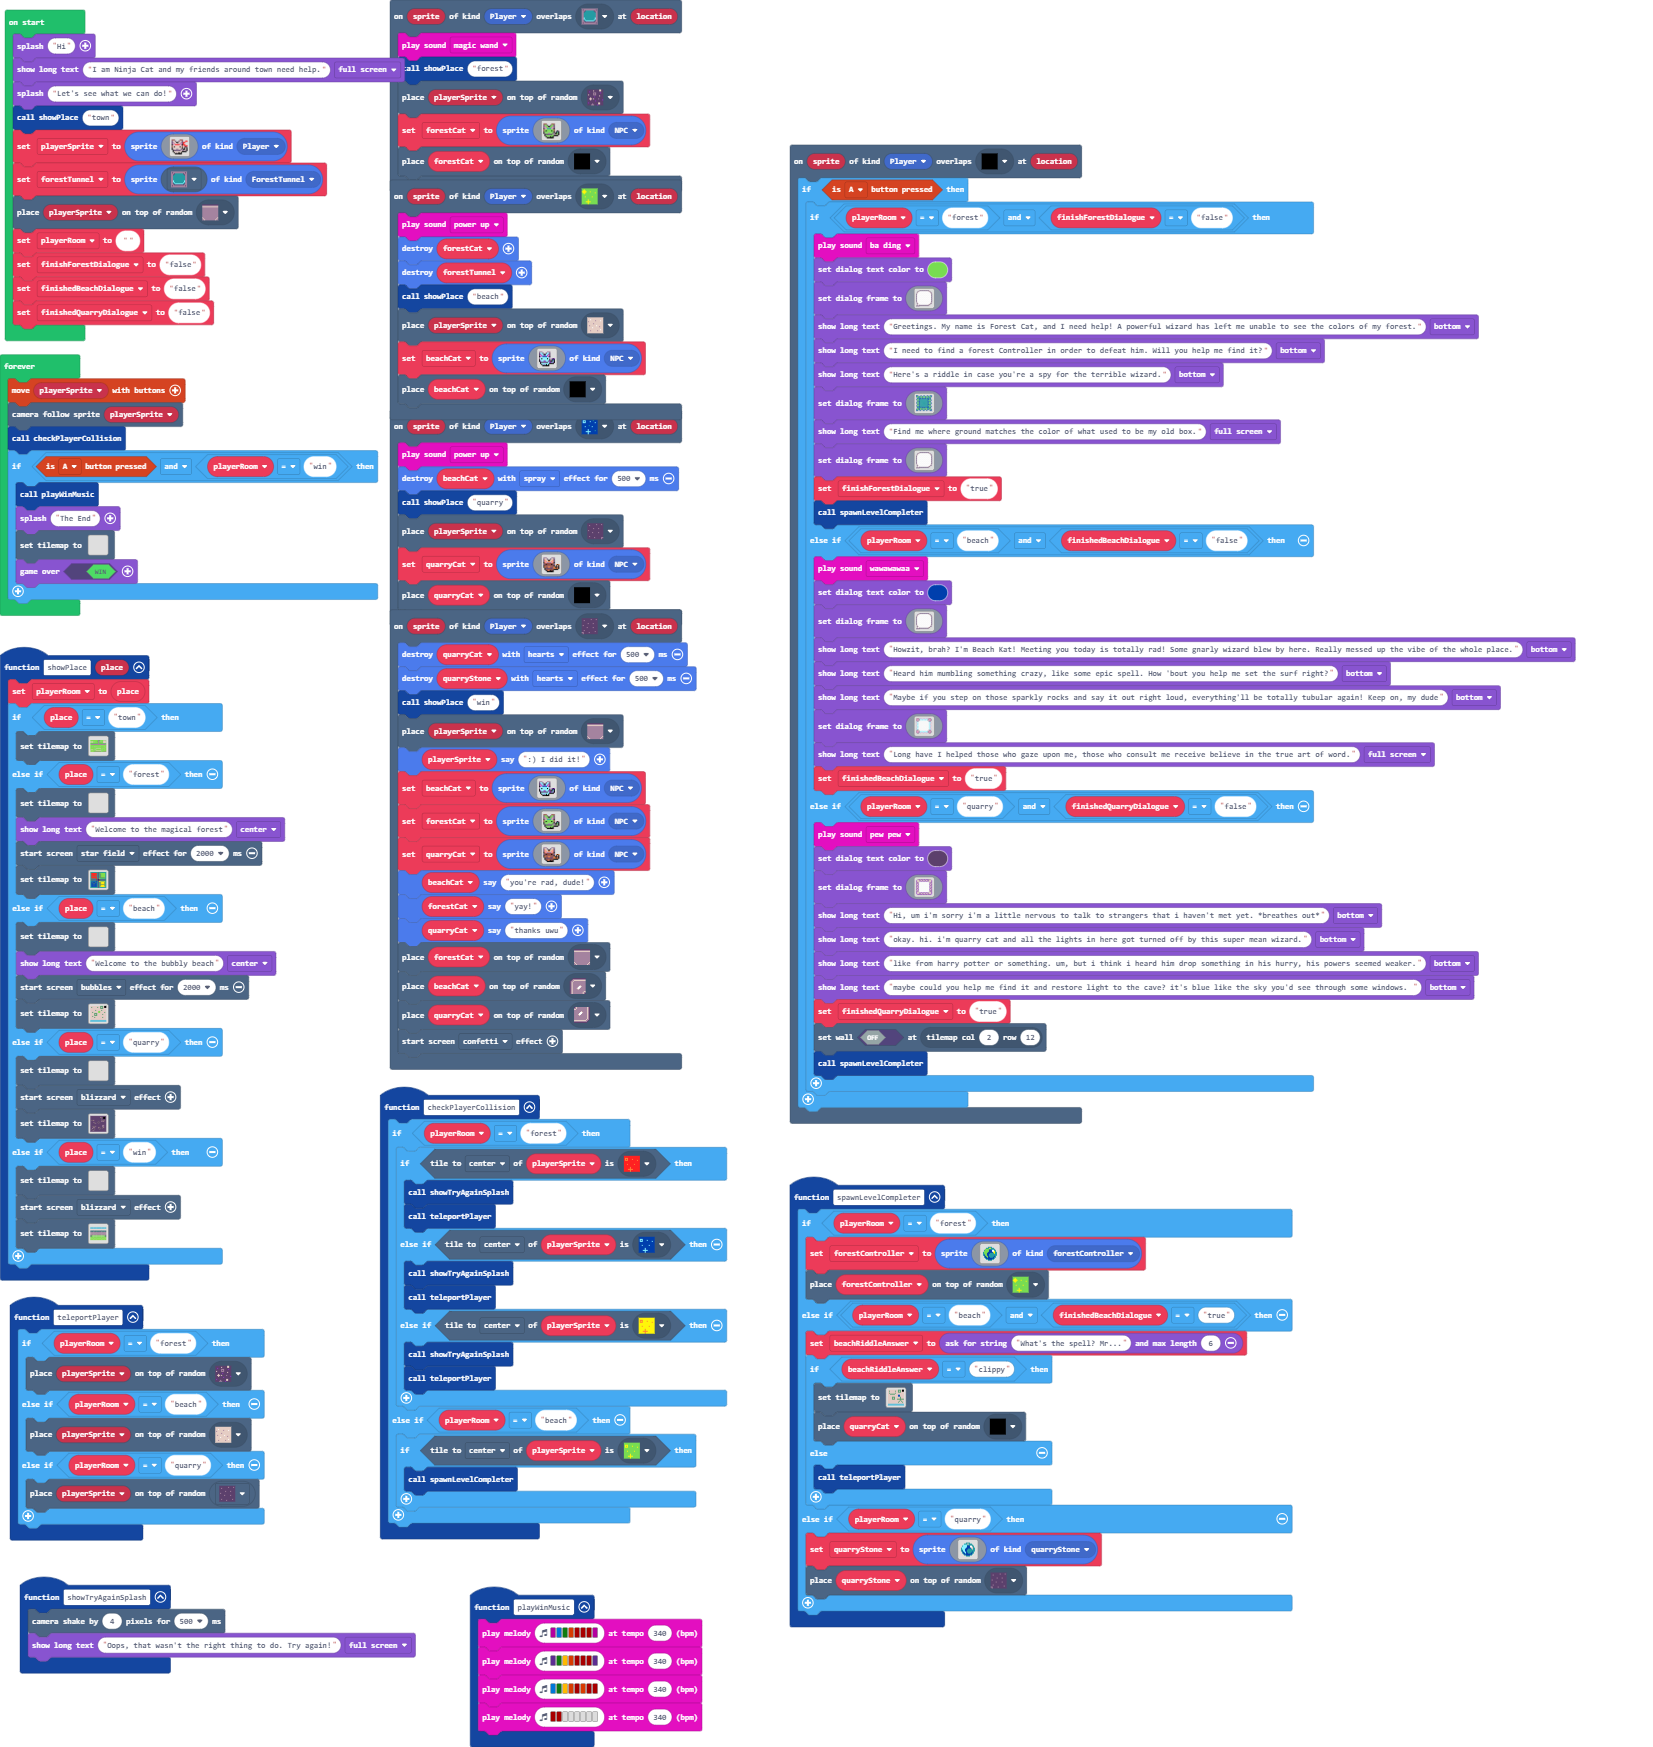 on start
splash "Hi"
show long text "I am Ninja Cat and my friends around town need help." full screen
splash "Let's see what we can do!"
call showPlace "town"
set playerSprite to sprite of kind Player
set forestTunnel to sprite of kind ForestTunnel
place playerSprite on top of random
set playerRoom to ""
set finishForestDialogue to "false"
set finishedBeachDialogue to "false"
set finishedQuarryDialogue to "false"
forever
move playerSprite with buttons
camera follow sprite playerSprite
call checkPlayerCollision
if is A button pressed and playerRoom = "win" then
call playWinMusic
splash "The End"
set tilemap to
game over WIN
function showPlace place
set playerRoom to place
if place = "town" then
set tilemap to
else if place = "forest" then
set tilemap to
show long text "Welcome to the magical forest" center
start screen star field effect for 2000 ms
set tilemap to
else if place = "beach" then
set tilemap to
show long text "Welcome to the bubbly beach" center
start screen bubbles effect for 2000 ms
set tilemap to
else if place = "quarry" then
set tilemap to
start screen blizzard effect
set tilemap to
else if place = "win" then
set tilemap to
start screen blizzard effect
set tilemap to
function teleportPlayer
if playerRoom = "forest" then
place playerSprite on top of random
else if playerRoom = "beach" then
place playerSprite on top of random
else if playerRoom = "quarry" then
place playerSprite on top of random
function showTryAgainSplash
camera shake by 4 pixels for 500 ms
show long text "Oops, that wasn't the right thing to do. Try again!" full screen
on sprite of kind Player overlaps at location
play sound magic wand
call showPlace "forest"
place playerSprite on top of random
set forestCat to sprite of kind NPC
place forestCat on top of random
on sprite of kind Player overlaps at location
play sound power up
destroy forestCat
destroy forestTunnel
call showPlace "beach"
place playerSprite on top of random
set beachCat to sprite of kind NPC
place beachCat on top of random
on sprite of kind Player overlaps at location
play sound power up
destroy beachCat with spray effect for 500 ms
call showPlace "quarry"
place playerSprite on top of random
set quarryCat to sprite of kind NPC
place quarryCat on top of random
on sprite of kind Player overlaps at location
destroy quarryCat with hearts effect for 500 ms
destroy quarryStone with hearts effect for 500 ms
call showPlace "win"
place playerSprite on top of random
playerSprite say ":) I did it!"
set beachCat to sprite of kind NPC
set forestCat to sprite of kind NPC
set quarryCat to sprite of kind NPC
beachCat say "you're rad, dude!"
forestCat say "yay!"
quarryCat say "thanks uwu"
place forestCat on top of random
place beachCat on top of random
place quarryCat on top of random
start screen confetti effect
function checkPlayerCollision
if playerRoom = "forest" then
if tile to center of playerSprite is then
call showTryAgainSplash
call teleportPlayer
else if tile to center of playerSprite is then
call showTryAgainSplash
call teleportPlayer
else if tile to center of playerSprite is then
call showTryAgainSplash
call teleportPlayer
else if playerRoom = "beach" then
if tile to center of playerSprite is then
call spawnLevelCompleter
function playWinMusic
play melody at tempo 340 (bpm)
play melody at tempo 340 (bpm)
play melody at tempo 340 (bpm)
play melody at tempo 340 (bpm)
on sprite of kind Player overlaps at location
if is A button pressed then
if playerRoom = "forest" and finishForestDialogue = "false" then
play sound ba ding
set dialog text color to
set dialog frame to
show long text "Greetings. My name is Forest Cat, and I need help! A powerful wizard has left me unable to see the colors of my forest." bottom
show long text "I need to find a forest Controller in order to defeat him. Will you help me find it?" bottom
show long text "Here's a riddle in case you're a spy for the terrible wizard." bottom
set dialog frame to
show long text "Find me where ground matches the color of what used to be my old box." full screen
set dialog frame to
set finishForestDialogue to "true"
call spawnLevelCompleter
else if playerRoom = "beach" and finishedBeachDialogue = "false" then
play sound wawawawaa
set dialog text color to
set dialog frame to
show long text "Howzit, brah? I'm Beach Kat! Meeting you today is totally rad! Some gnarly wizard blew by here. Really messed up the vibe of the whole place." bottom
show long text "Heard him mumbling something crazy, like some epic spell. How 'bout you help me set the surf right?" bottom
show long text "Maybe if you step on those sparkly rocks and say it out right loud, everything'll be totally tubular again! Keep on, my dude" bottom
set dialog frame to
show long text "Long have I helped those who gaze upon me, those who consult me receive believe in the true art of word." full screen
set finishedBeachDialogue to "true"
else if playerRoom = "quarry" and finishedQuarryDialogue = "false" then
play sound pew pew
set dialog text color to
set dialog frame to
show long text "Hi, um i'm sorry i'm a little nervous to talk to strangers that i haven't met yet. *breathes out*" bottom
show long text "okay. hi. i'm quarry cat and all the lights in here got turned off by this super mean wizard." bottom
show long text "like from harry potter or something. um, but i think i heard him drop something in his hurry, his powers seemed weaker." bottom
show long text "maybe could you help me find it and restore light to the cave? it's blue like the sky you'd see through some windows. " bottom
set finishedQuarryDialogue to "true"
set wall OFF at tilemap col 2 row 12
call spawnLevelCompleter
function spawnLevelCompleter
if playerRoom = "forest" then
set forestController to sprite of kind forestController
place forestController on top of random
else if playerRoom = "beach" and finishedBeachDialogue = "true" then
set beachRiddleAnswer to ask for string "What's the spell? Mr..." and max length 6
if beachRiddleAnswer = "clippy" then
set tilemap to
place quarryCat on top of random
else
call teleportPlayer
else if playerRoom = "quarry" then
set quarryStone to sprite of kind quarryStone
place quarryStone on top of random